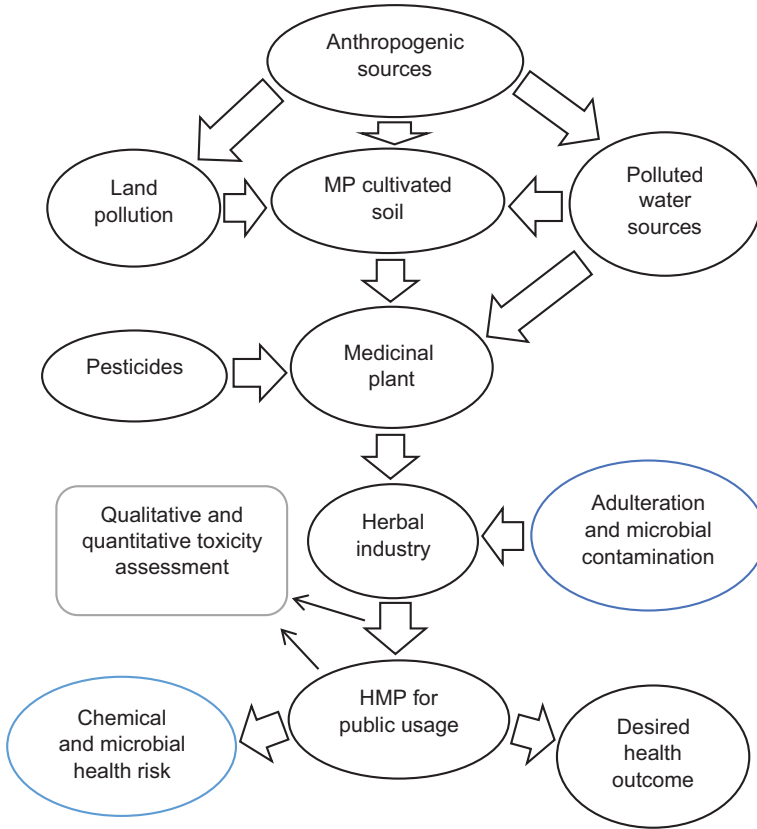 Anthropogenic
sources
Land
pollution
MP cultivated
soil
Polluted
water
sources
Pesticides
Medicinal
plant
Qualitative and
quantitative toxicity
assessment
Herbal
industry
Adulteration
and microbial
contamination
Chemical
and microbial
health risk
HMP for
public usage
Desired
health
outcome